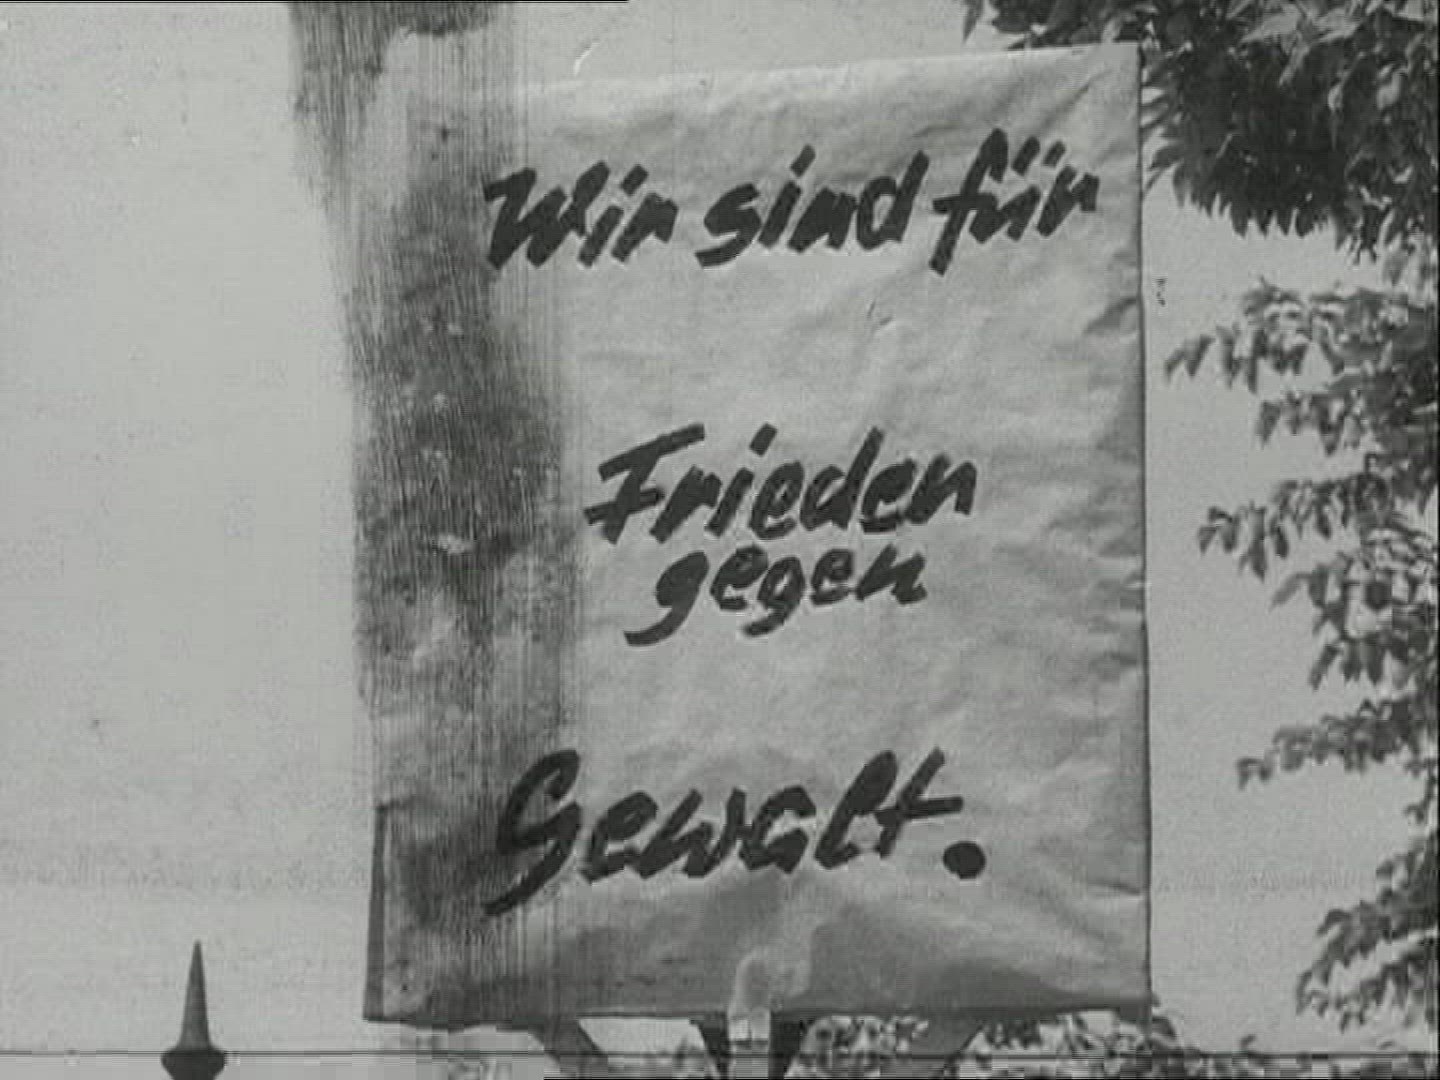 Wir sind für
Frieden
gegen
Gewalt.